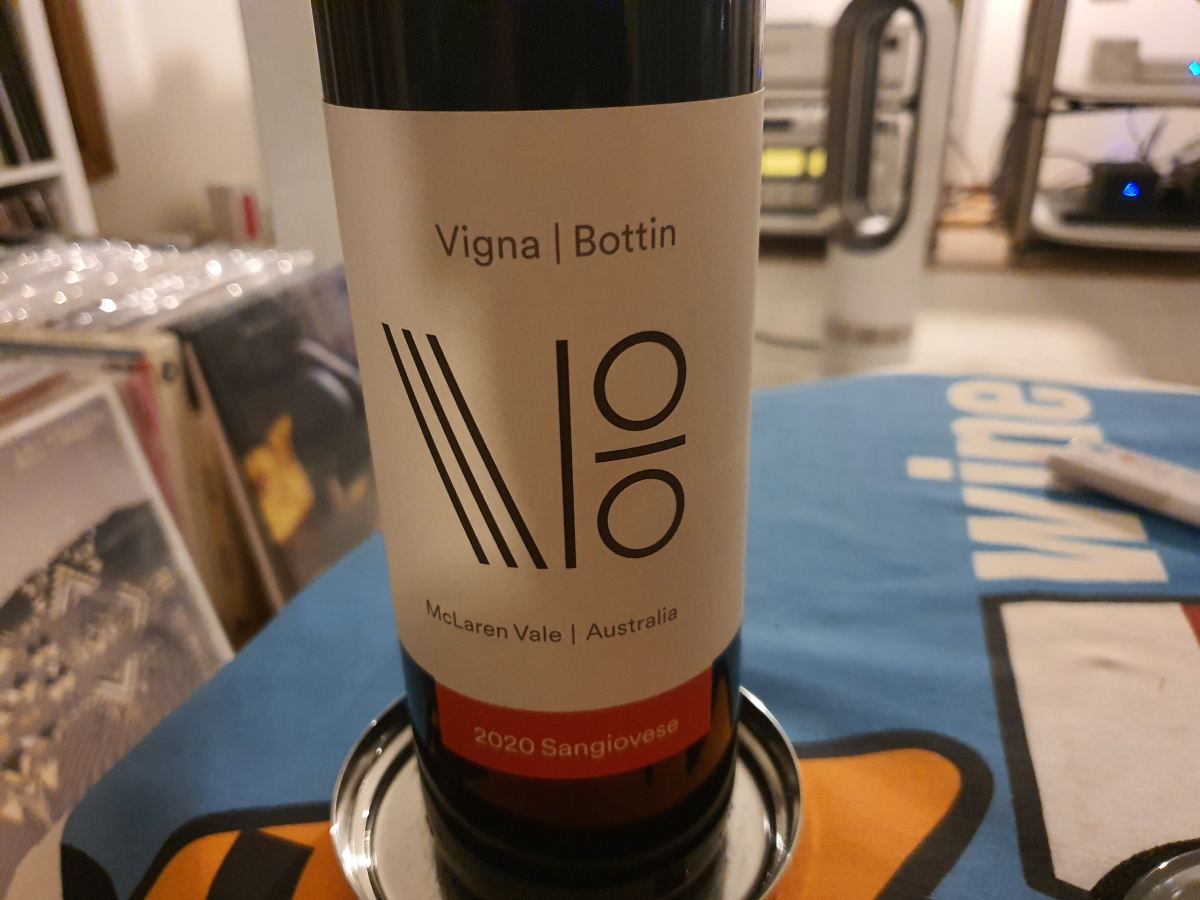 Vigna | Bottin
McLaren Vale | Australia
2020 Sangiovese
wine